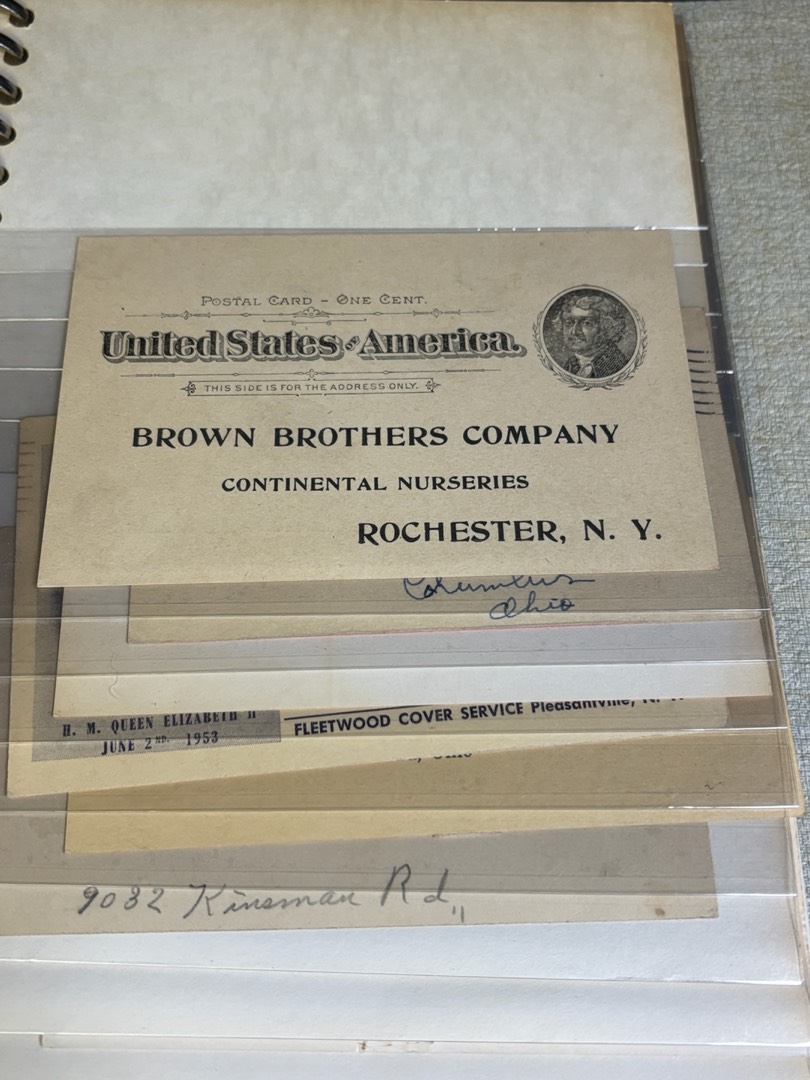 POSTAL CARD - ONE CENT.
United States of America.
THIS SIDE IS FOR THE ADDRESS ONLY.
BROWN BROTHERS COMPANY
CONTINENTAL NURSERIES
ROCHESTER, N. Y.
Columbus
Ohio
H. M. QUEEN ELIZABETH II
JUNE 2ND. 1953
FLEETWOOD COVER SERVICE Pleasantville, N.
9032 Kinsman Rd,,